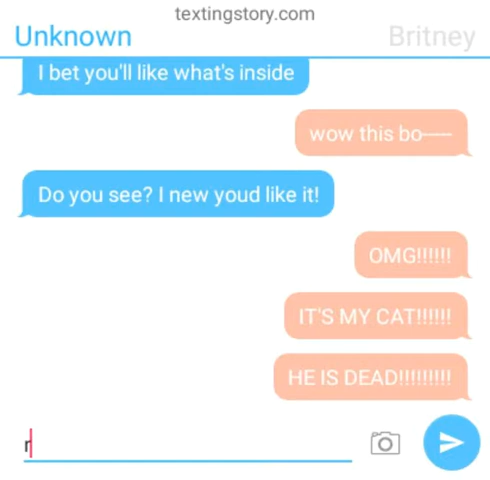 textingstory.com
Unknown Britney
I bet you'll like what's inside
wow this bo----
Do you see? I new youd like it!
OMG!!!!!!
IT'S MY CAT!!!!!!
HE IS DEAD!!!!!!!!!
r